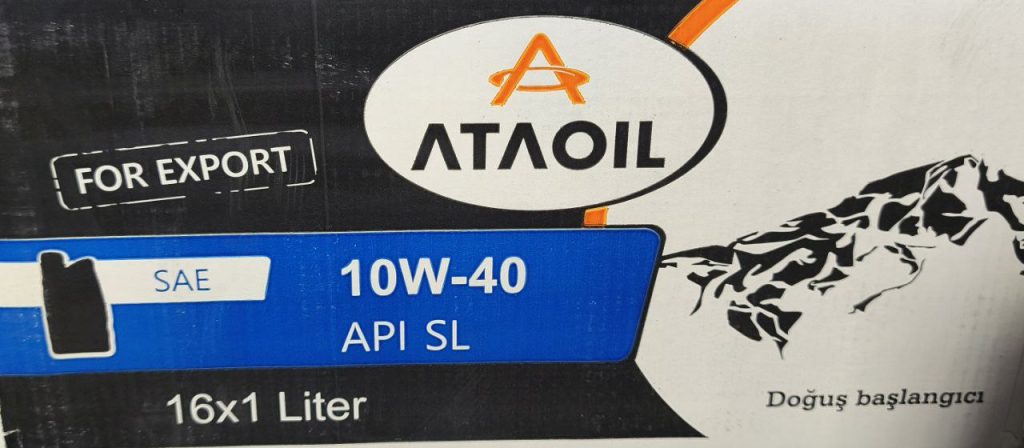 ATAOIL
FOR EXPORT
SAE 10W-40
API SL
16x1 Liter
Doğuş başlangıcı